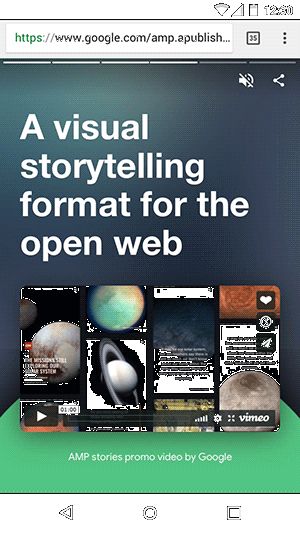 12:30
https://www.google.com/amp.apublish...
35
A visual
storytelling
format for the
open web
THE MISSIONS STILL
EXPLORING OUR
SOLAR SYSTEM
01:00
vimeo
AMP stories promo video by Google